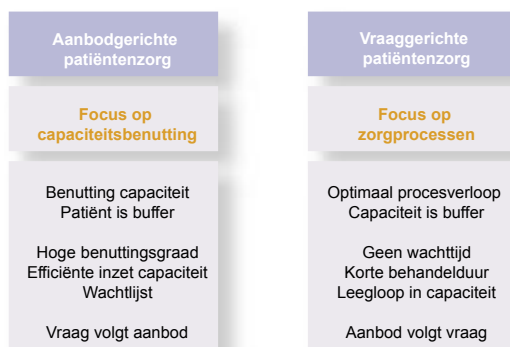 Aanbodgerichte
patiëntenzorg
Focus op
capaciteitsbenutting
Benutting capaciteit
Patiënt is buffer
Hoge benuttingsgraad
Efficiënte inzet capaciteit
Wachtlijst
Vraag volgt aanbod
Vraaggerichte
patiëntenzorg
Focus op
zorgprocessen
Optimaal procesverloop
Capaciteit is buffer
Geen wachttijd
Korte behandelduur
Leegloop in capaciteit
Aanbod volgt vraag